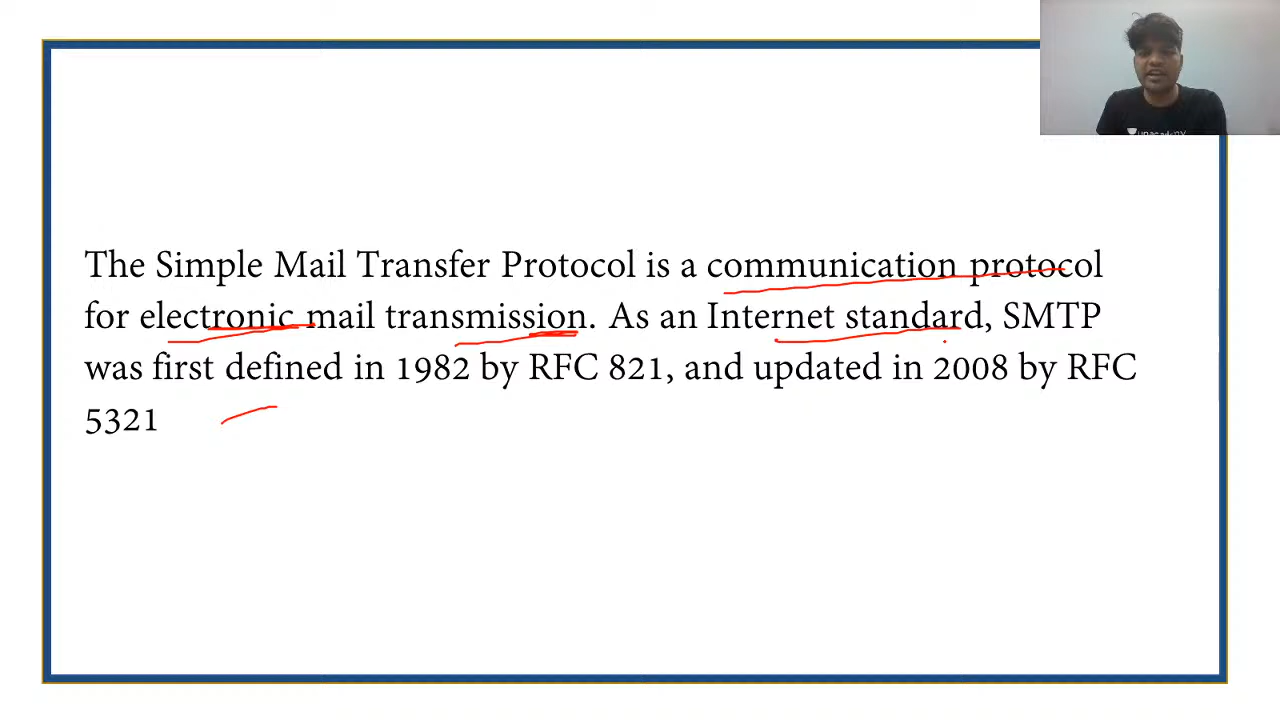 unacademy
The Simple Mail Transfer Protocol is a communication protocol
for electronic mail transmission. As an Internet standard, SMTP
was first defined in 1982 by RFC 821, and updated in 2008 by RFC
5321